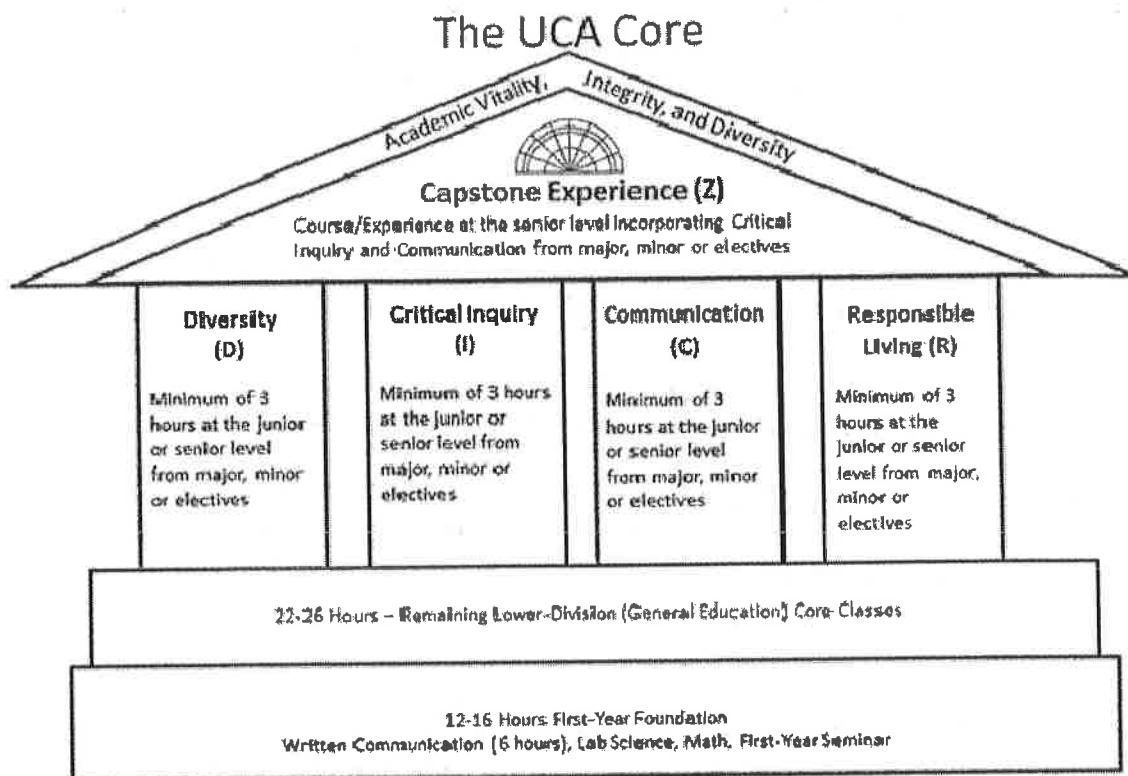 The UCA Core
Academic Vitality, Integrity, and Diversity
Capstone Experience (Z)
Course/Experience at the senior level incorporating Critical
Inquiry and Communication from major, minor or electives
Diversity
(D)
Minimum of 3
hours at the junior
or senior level
from major, minor
or electives
Critical Inquiry
(I)
Minimum of 3 hours
at the junior or
senior level from
major, minor or
electives
Communication
(C)
Minimum of 3
hours at the junior
or senior level
from major, minor
or electives
Responsible
Living (R)
Minimum of 3
hours at the
junior or senior
level from major,
minor or
electives
22-26 Hours – Remaining Lower-Division (General Education) Core Classes
12-16 Hours First-Year Foundation
Written Communication (6 hours), Lab Science, Math, First-Year Seminar